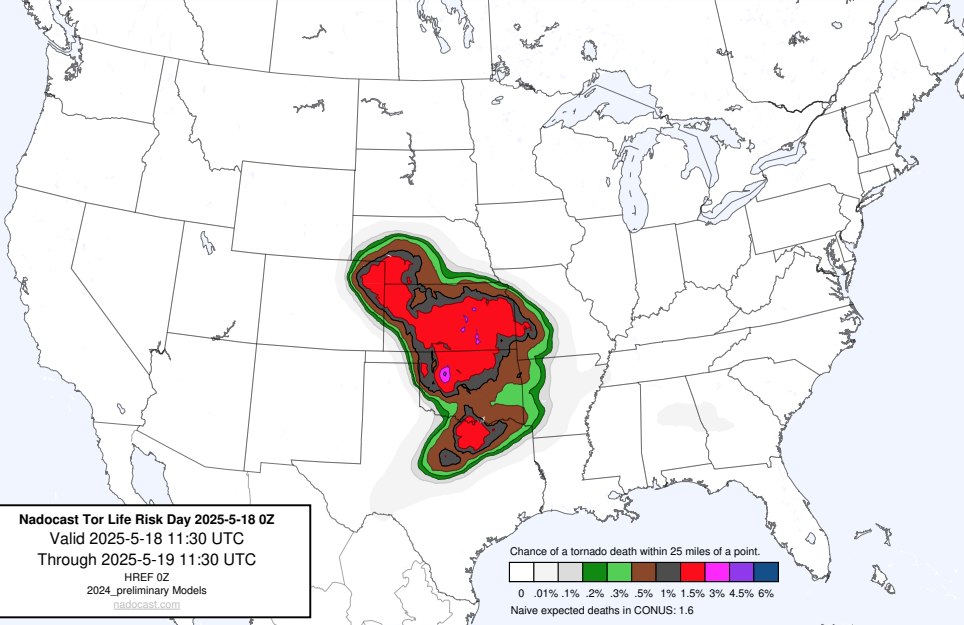 Nadocast Tor Life Risk Day 2025-5-18 0Z
Valid 2025-5-18 11:30 UTC
Through 2025-5-19 11:30 UTC
HREF 0Z
2024_preliminary Models
nadocast.com
Chance of a tornado death within 25 miles of a point.
0 .01% .1% .2% .3% .5% 1% 1.5% 3% 4.5% 6%
Naive expected deaths in CONUS: 1.6